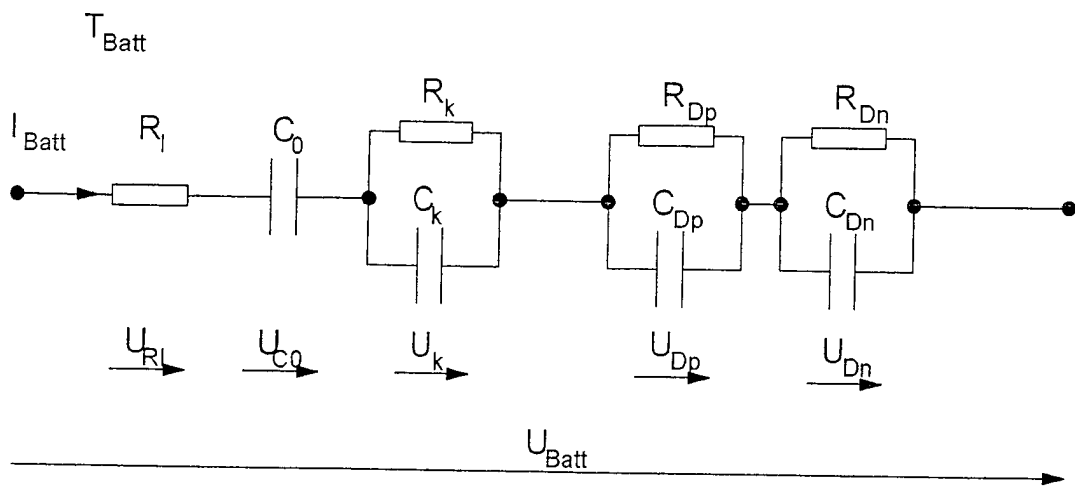 T_Batt
R_k
R_Dp
R_Dn
I_Batt
R_I
C_0
C_k
C_Dp
C_Dn
U_RI
U_C0
U_k
U_Dp
U_Dn
U_Batt